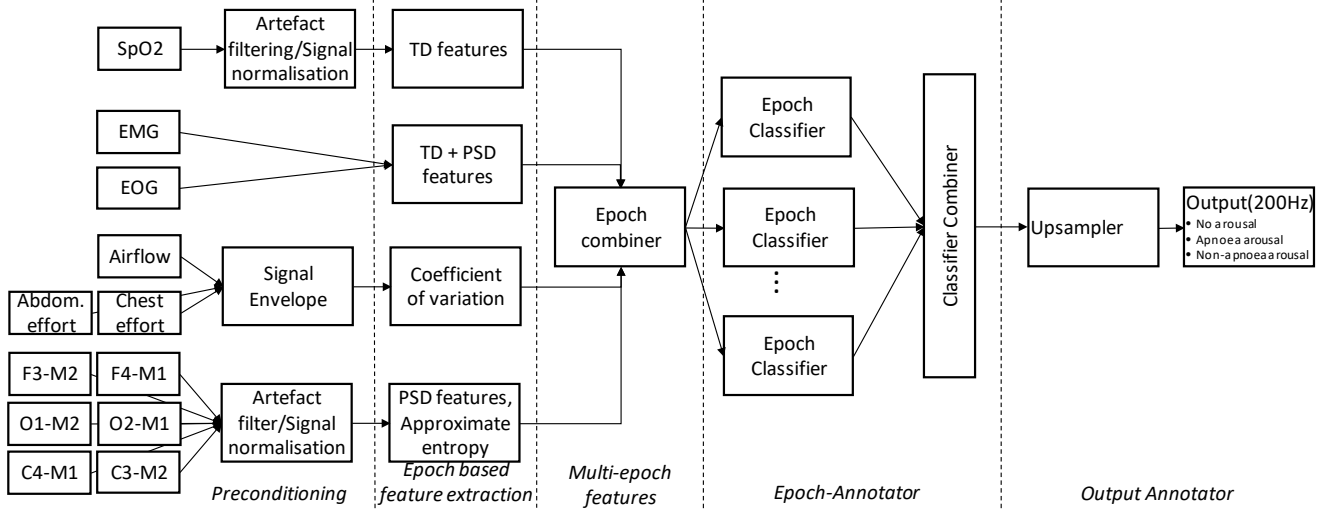 SpO2
Artefact
filtering/Signal
normalisation
TD features
EMG
EOG
TD + PSD
features
Airflow
Abdom.
effort
Chest
effort
Signal
Envelope
Coefficient
of variation
F3-M2
F4-M1
O1-M2
O2-M1
C4-M1
C3-M2
Artefact
filter/Signal
normalisation
PSD features,
Approximate
entropy
Epoch
combiner
Epoch
Classifier
Epoch
Classifier
Epoch
Classifier
Classifier Combiner
Upsampler
Output(200Hz)
• No arousal
• Apnoea arousal
• Non-apnoea arousal
Preconditioning
Epoch based
feature extraction
Multi-epoch
features
Epoch-Annotator
Output Annotator